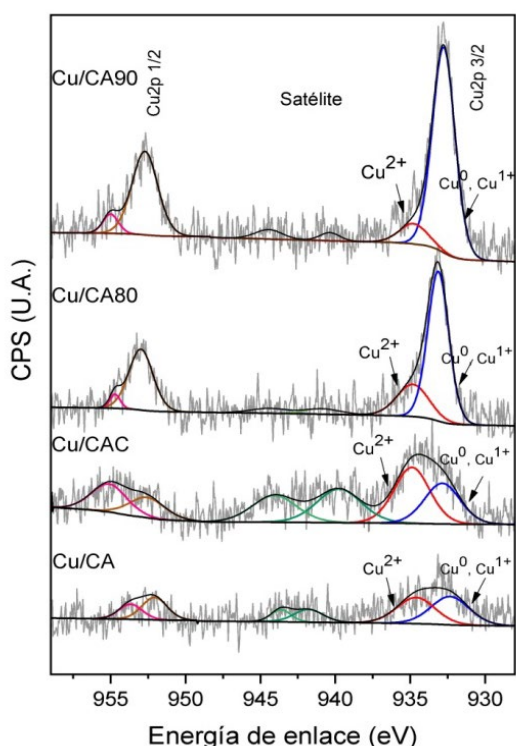 Cu/CA90
Cu2p 1/2
Satélite
Cu2p 3/2
Cu2+
Cu0, Cu1+
Cu/CA80
Cu2+
Cu0, Cu1+
Cu/CAC
Cu2+
Cu0, Cu1+
Cu/CA
Cu2+
Cu0, Cu1+
CPS (U.A.)
955 950 945 940 935 930
Energía de enlace (eV)